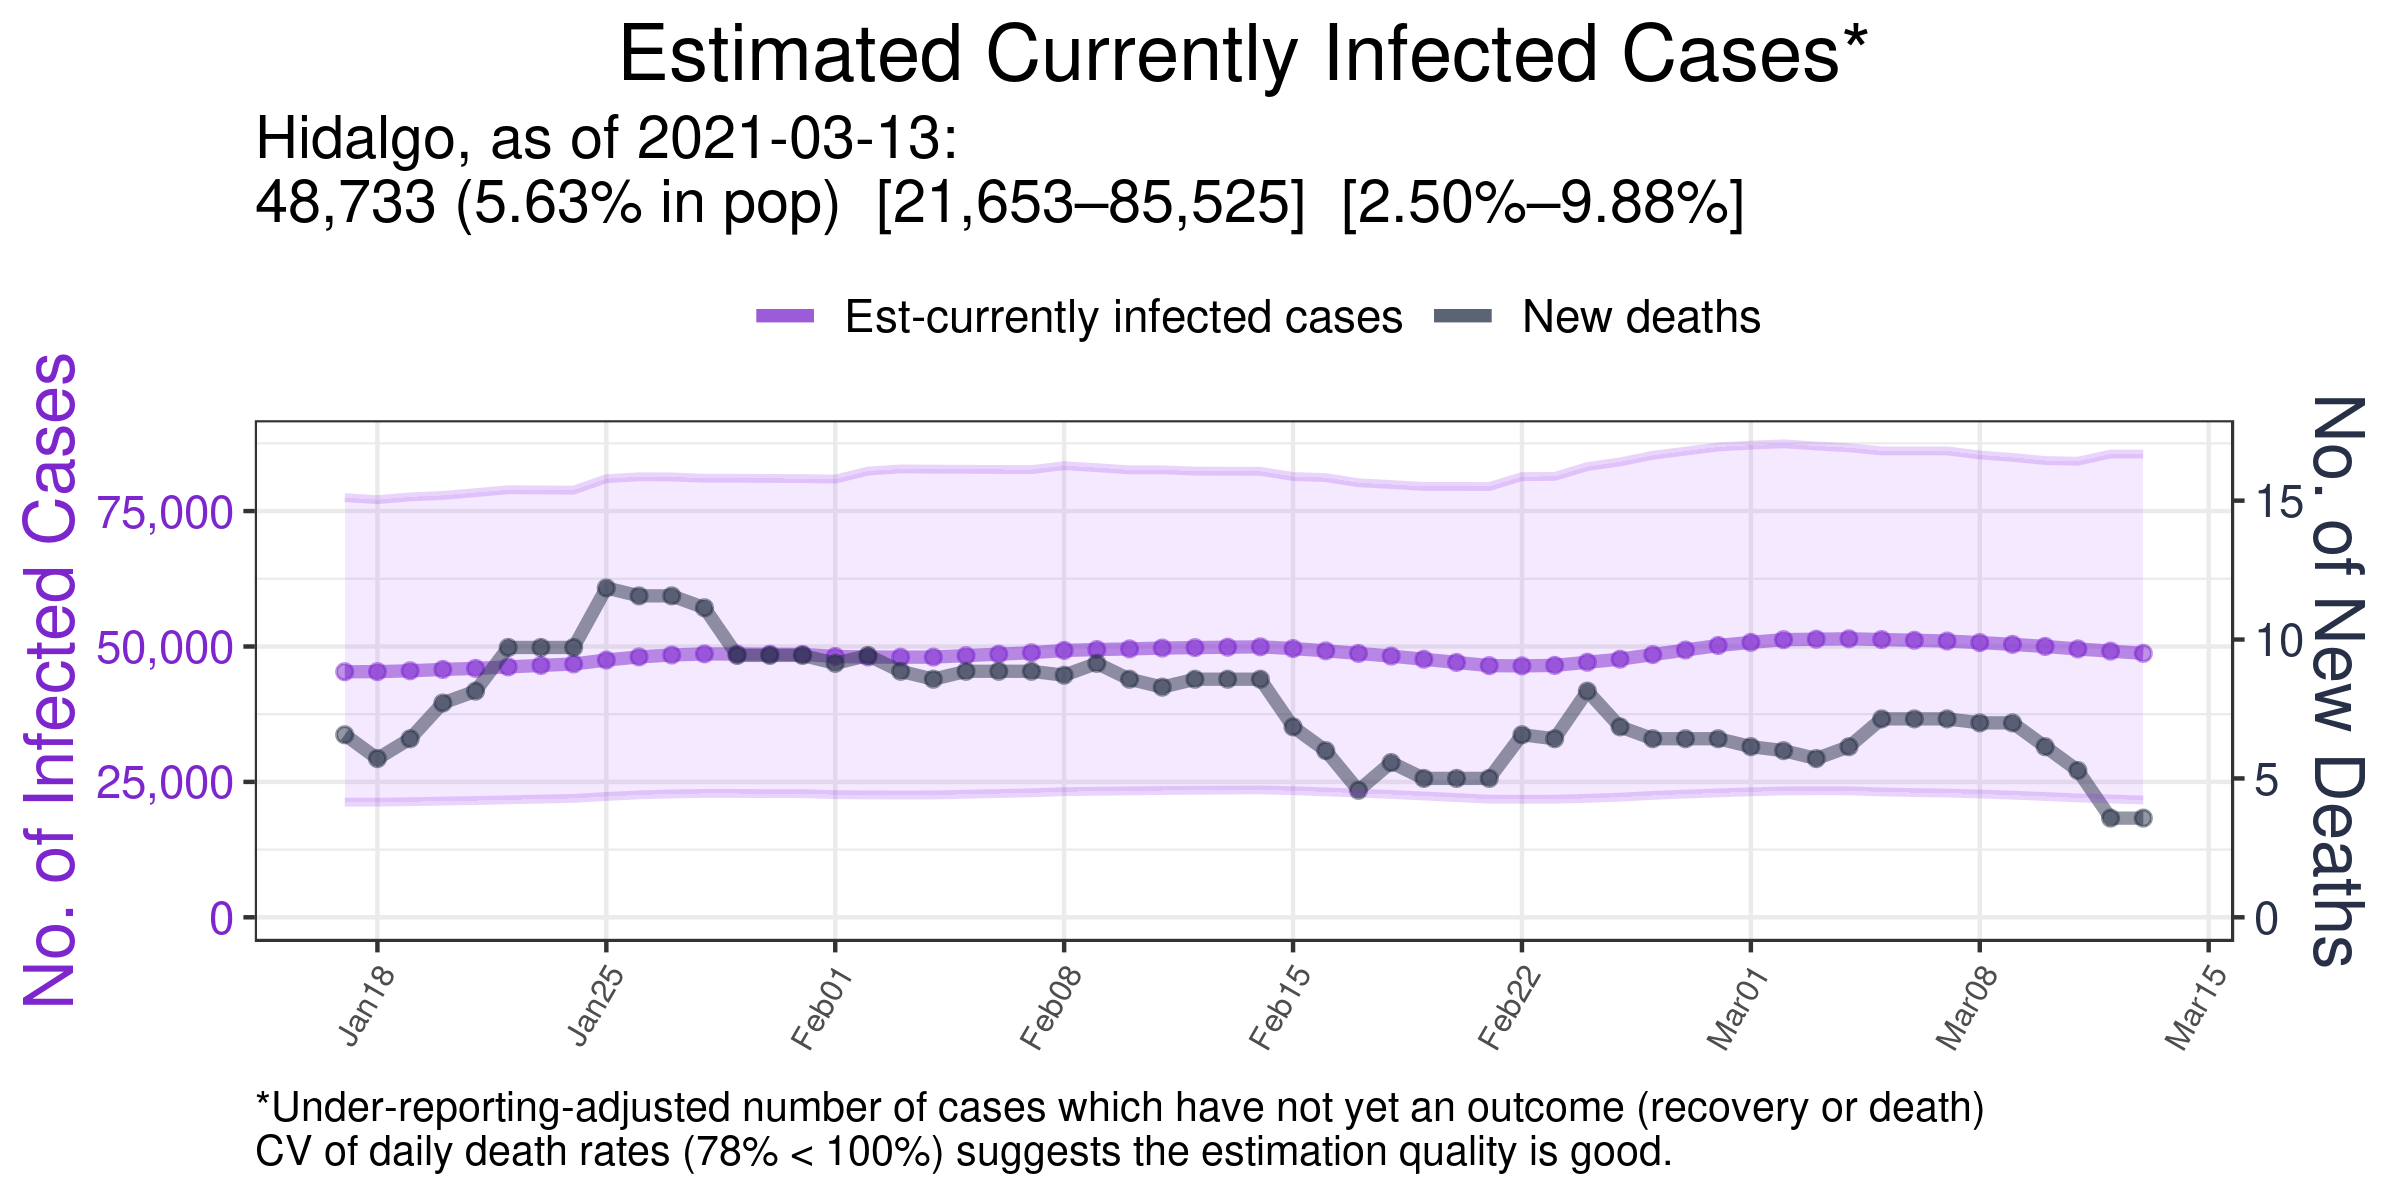 Estimated Currently Infected Cases*
Hidalgo, as of 2021-03-13:
48,733 (5.63% in pop)  [21,653–85,525]  [2.50%–9.88%]
Est-currently infected cases
New deaths
No. of Infected Cases
75,000
50,000
25,000
0
No. of New Deaths
15
10
5
0
Jan18
Jan25
Feb01
Feb08
Feb15
Feb22
Mar01
Mar08
Mar15
*Under-reporting-adjusted number of cases which have not yet an outcome (recovery or death)
CV of daily death rates (78% < 100%) suggests the estimation quality is good.